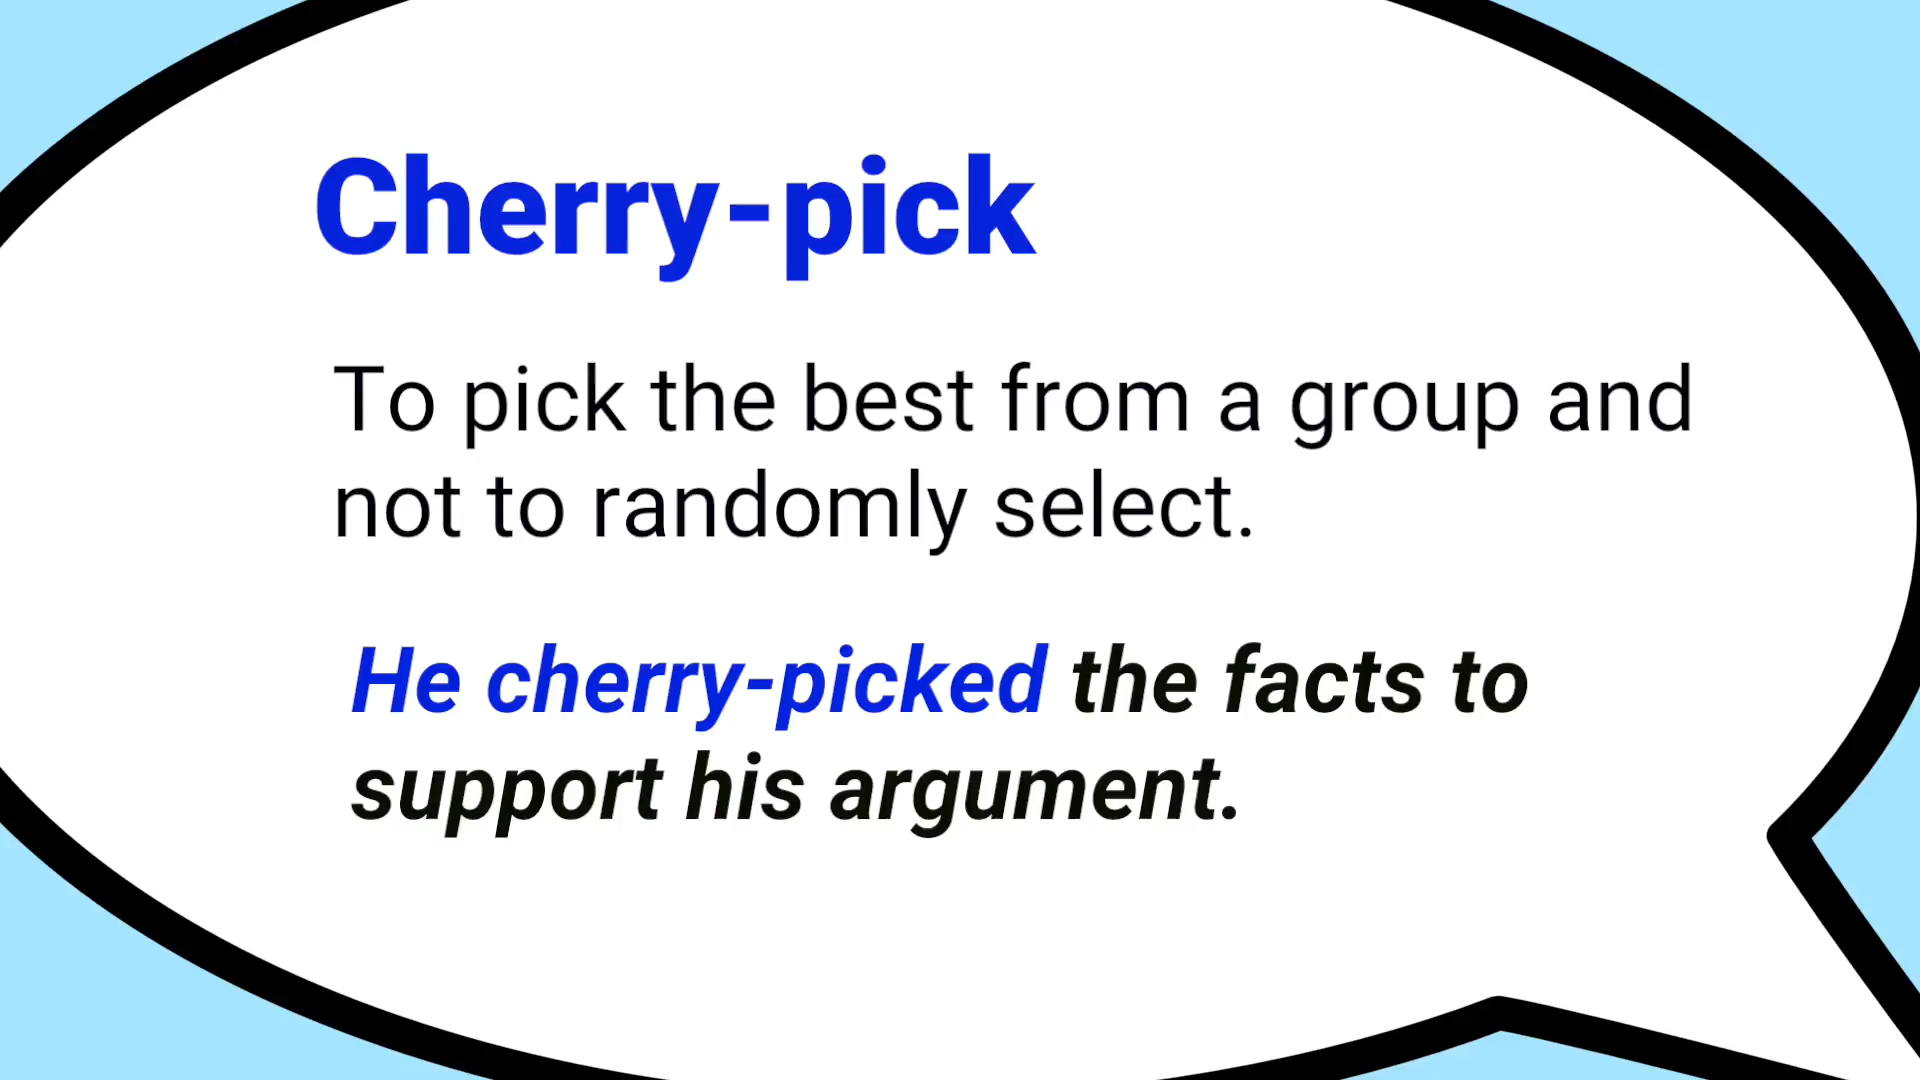 Cherry-pick
To pick the best from a group and
not to randomly select.
He cherry-picked the facts to
support his argument.